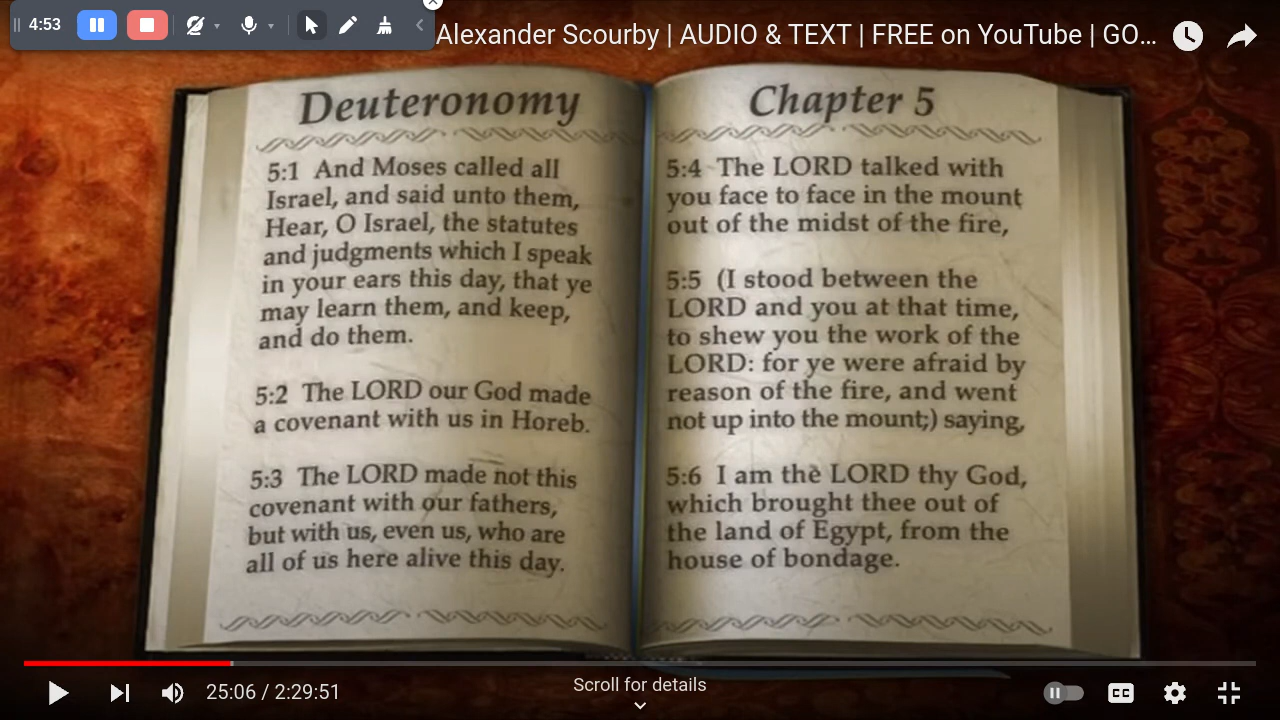 4:53
Alexander Scourby | AUDIO & TEXT | FREE on YouTube | GO…
Deuteronomy
5:1 And Moses called all
Israel, and said unto them,
Hear, O Israel, the statutes
and judgments which I speak
in your ears this day, that ye
may learn them, and keep,
and do them.
5:2 The LORD our God made
a covenant with us in Horeb.
5:3 The LORD made not this
covenant with our fathers,
but with us, even us, who are
all of us here alive this day.
Chapter 5
5:4 The LORD talked with
you face to face in the mount
out of the midst of the fire,
5:5 (I stood between the
LORD and you at that time,
to shew you the work of the
LORD: for ye were afraid by
reason of the fire, and went
not up into the mount;) saying,
5:6 I am the LORD thy God,
which brought thee out of
the land of Egypt, from the
house of bondage.
25:06 / 2:29:51
Scroll for details
CC